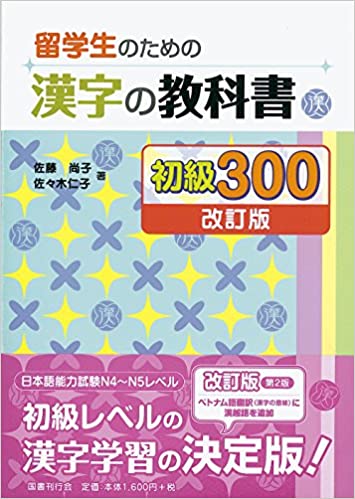 留学生のための
漢字の教科書
漢
佐藤 尚子
佐々木仁子 著
初級300
改訂版
日本語能力試験N4〜N5レベル
初級レベルの
漢字学習の決定版!
改訂版 第2版
ベトナム語翻訳(漢字の意味)に
漢越語を追加
国書刊行会 定価:本体1,600円+税